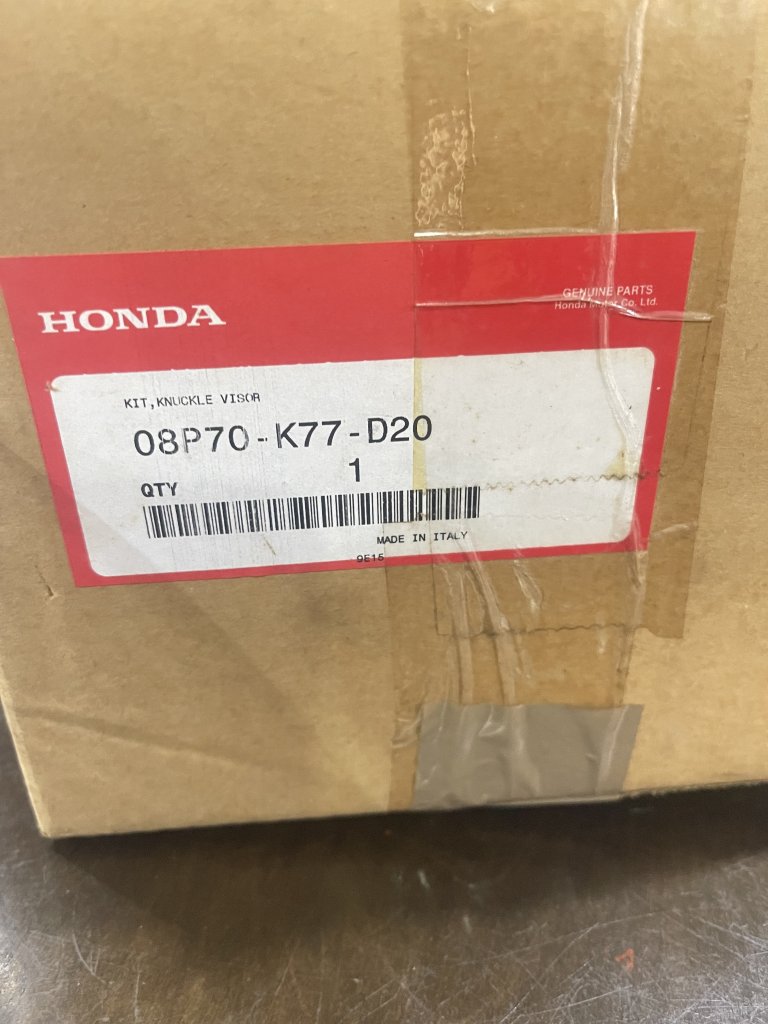 HONDA
GENUINE PARTS
Honda Motor Co. Ltd.
KIT,KNUCKLE VISOR
08P70-K77-D20
1
QTY
MADE IN ITALY
9E15